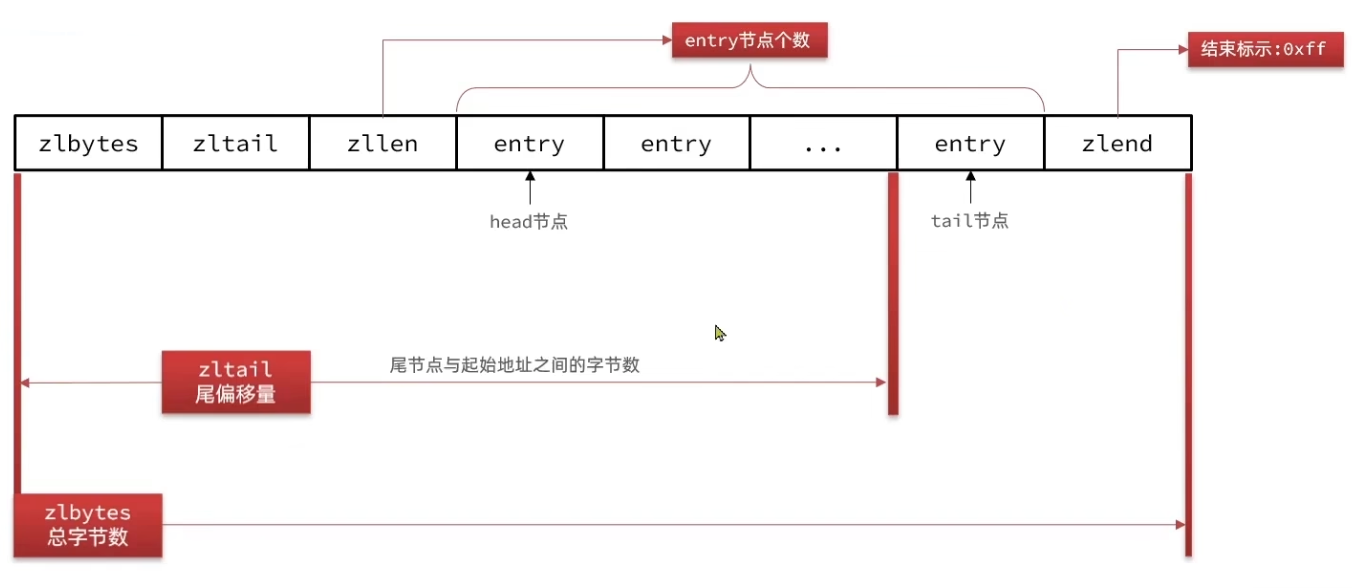 entry节点个数
结束标示:0xff
zlbytes
zltail
zllen
entry
entry
...
entry
zlend
head节点
tail节点
zltail
尾偏移量
尾节点与起始地址之间的字节数
zlbytes
总字节数